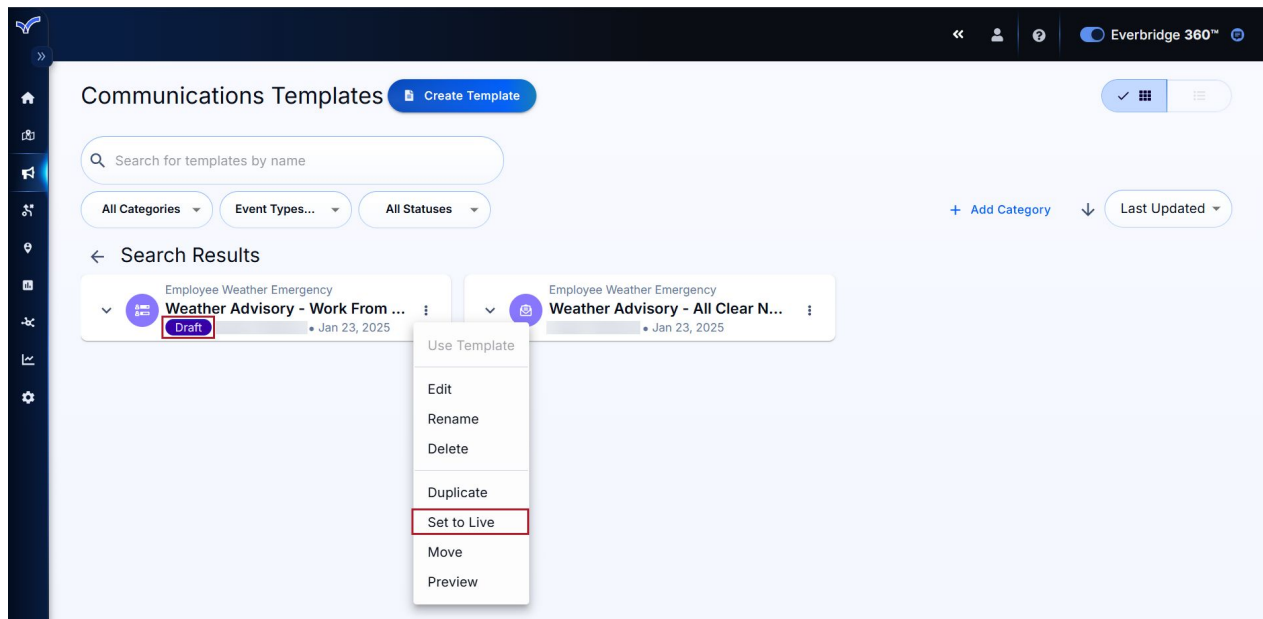 Everbridge 360™
Communications Templates
Create Template
Search for templates by name
All Categories
Event Types...
All Statuses
+ Add Category
Last Updated
Search Results
Employee Weather Emergency
Weather Advisory - Work From ...
Draft
• Jan 23, 2025
Employee Weather Emergency
Weather Advisory - All Clear N...
• Jan 23, 2025
Use Template
Edit
Rename
Delete
Duplicate
Set to Live
Move
Preview